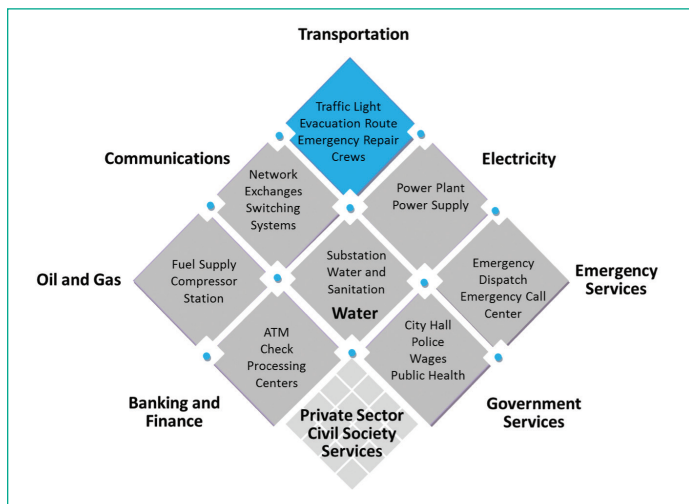 Transportation
Traffic Light
Evacuation Route
Emergency Repair
Crews
Communications
Electricity
Network
Exchanges
Switching
Systems
Power Plant
Power Supply
Oil and Gas
Fuel Supply
Compressor
Station
Substation
Water and
Sanitation
Water
Emergency
Dispatch
Emergency Call
Center
Emergency
Services
ATM
Check
Processing
Centers
City Hall
Police
Wages
Public Health
Banking and
Finance
Private Sector
Civil Society
Services
Government
Services